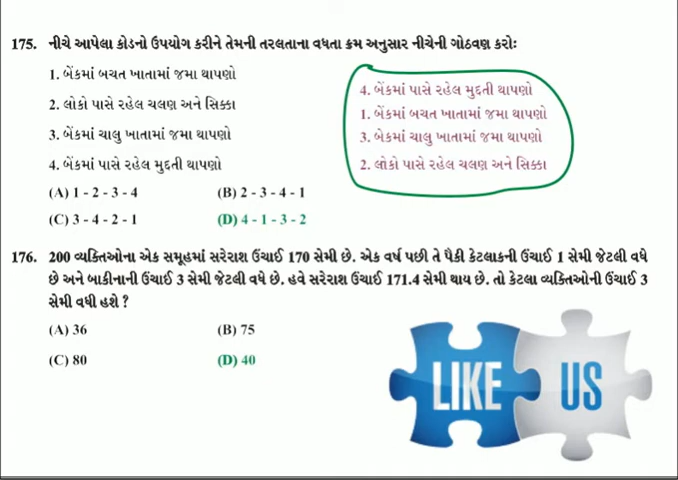 175. નીચે આપેલા કોડનો ઉપયોગ કરીને તેમની તરલતાના વધતા ક્રમ અનુસાર નીચેની ગોઠવણ કરોઃ
1. બેંકમાં બચત ખાતામાં જમા થાપણો
2. લોકો પાસે રહેલ ચલણ અને સિક્કા
3. બેંકમાં ચાલુ ખાતામાં જમા થાપણો
4. બેંકમાં પાસે રહેલ મુદ્દતી થાપણો
4. બેંકમાં પાસે રહેલ મુદ્દતી થાપણો
1. બેંકમાં બચત ખાતામાં જમા થાપણો
3. બેકમાં ચાલુ ખાતામાં જમા થાપણો
2. લોકો પાસે રહેલ ચલણ અને સિક્કા
(A) 1 - 2 - 3 - 4 (B) 2 - 3 - 4 - 1
(C) 3 - 4 - 2 - 1 (D) 4 - 1 - 3 - 2
176. 200 વ્યક્તિઓના એક સમૂહમાં સરેરાશ ઉંચાઈ 170 સેમી છે. એક વર્ષ પછી તે પૈકી કેટલાકની ઉંચાઈ 1 સેમી જેટલી વધે
છે અને બાકીનાની ઉંચાઈ 3 સેમી જેટલી વધે છે. હવે સરેરાશ ઉંચાઈ 171.4 સેમી થાય છે. તો કેટલા વ્યક્તિઓની ઉંચાઈ 3
સેમી વધી હશે ?
(A) 36 (B) 75
(C) 80 (D) 40
LIKE US